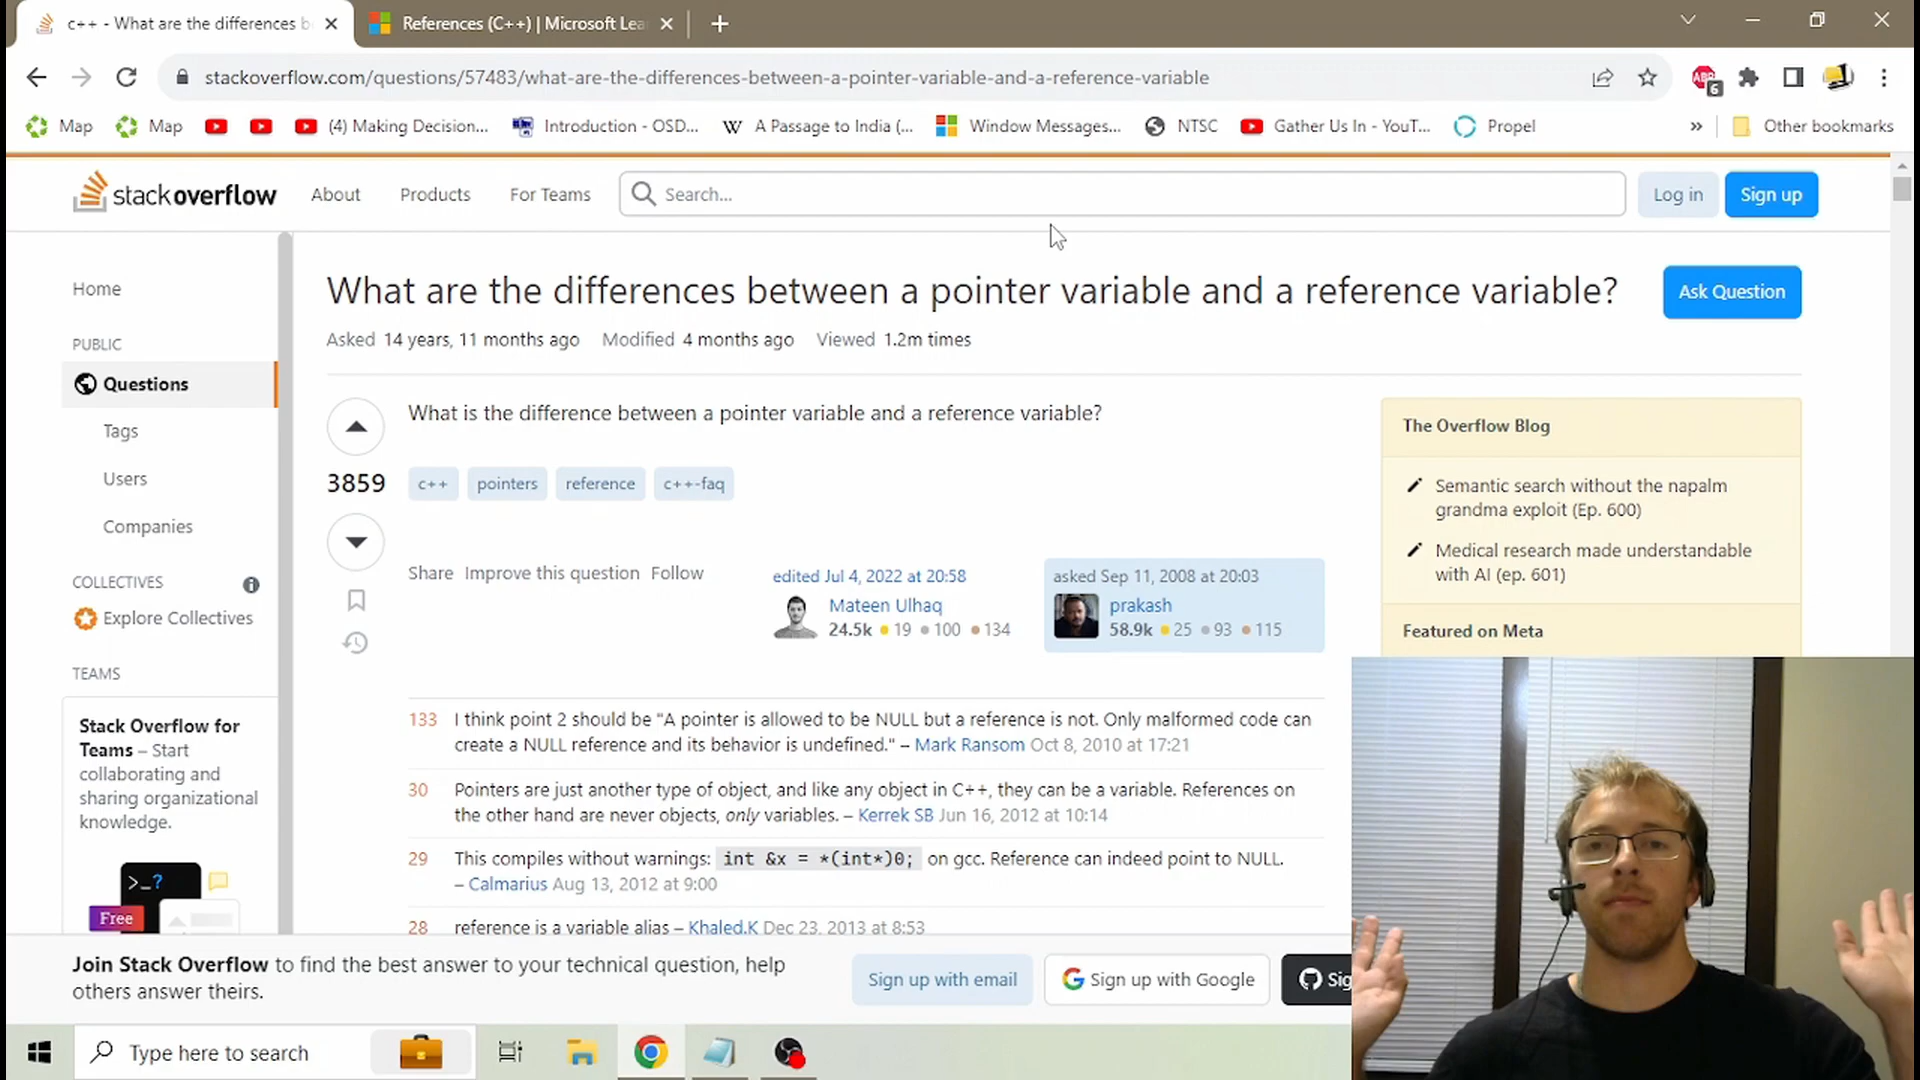 c++ - What are the differences b
References (C++) | Microsoft Lea
stackoverflow.com/questions/57483/what-are-the-differences-between-a-pointer-variable-and-a-reference-variable
ABP
6
Map
Map
(4) Making Decision...
Introduction - OSD...
W
A Passage to India (...
Window Messages...
NTSC
Gather Us In - YouT...
Propel
»
Other bookmarks
stackoverflow
About
Products
For Teams
Search...
Log in
Sign up
What are the differences between a pointer variable and a reference variable?
Ask Question
Asked 14 years, 11 months ago Modified 4 months ago Viewed 1.2m times
Home
PUBLIC
Questions
Tags
Users
Companies
COLLECTIVES
Explore Collectives
TEAMS
Stack Overflow for
Teams – Start
collaborating and
sharing organizational
knowledge.
>_?
Free
What is the difference between a pointer variable and a reference variable?
3859
c++
pointers
reference
c++-faq
Share Improve this question Follow
edited Jul 4, 2022 at 20:58
Mateen Ulhaq
24.5k 19 100 134
asked Sep 11, 2008 at 20:03
prakash
58.9k 25 93 115
133 I think point 2 should be "A pointer is allowed to be NULL but a reference is not. Only malformed code can
create a NULL reference and its behavior is undefined." – Mark Ransom Oct 8, 2010 at 17:21
30 Pointers are just another type of object, and like any object in C++, they can be a variable. References on
the other hand are never objects, only variables. – Kerrek SB Jun 16, 2012 at 10:14
29 This compiles without warnings: int &x = *(int*)0; on gcc. Reference can indeed point to NULL.
– Calmarius Aug 13, 2012 at 9:00
28 reference is a variable alias – Khaled.K Dec 23, 2013 at 8:53
The Overflow Blog
Semantic search without the napalm
grandma exploit (Ep. 600)
Medical research made understandable
with AI (ep. 601)
Featured on Meta
Join Stack Overflow to find the best answer to your technical question, help
others answer theirs.
Sign up with email
Sign up with Google
Sig
Type here to search